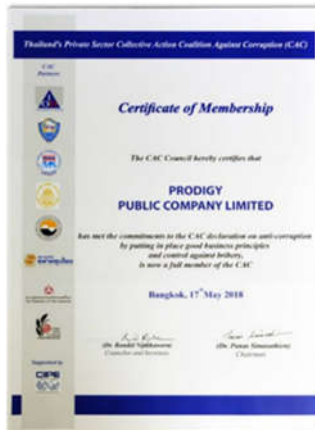 Thailand's Private Sector Collective Action Coalition Against Corruption (CAC)
CAC
Partners
Certificate of Membership
The CAC Council hereby certifies that
PRODIGY
PUBLIC COMPANY LIMITED
has met the commitments to the CAC declaration on anti-corruption
by putting in place good business principles
and control against bribery,
is now a full member of the CAC
Bangkok, 17th May 2018
(Dr. Bandid Nijathaworn)
Councilor and Secretary
(Dr. Panas Simasathien)
Chairman
Supported by
CIPE